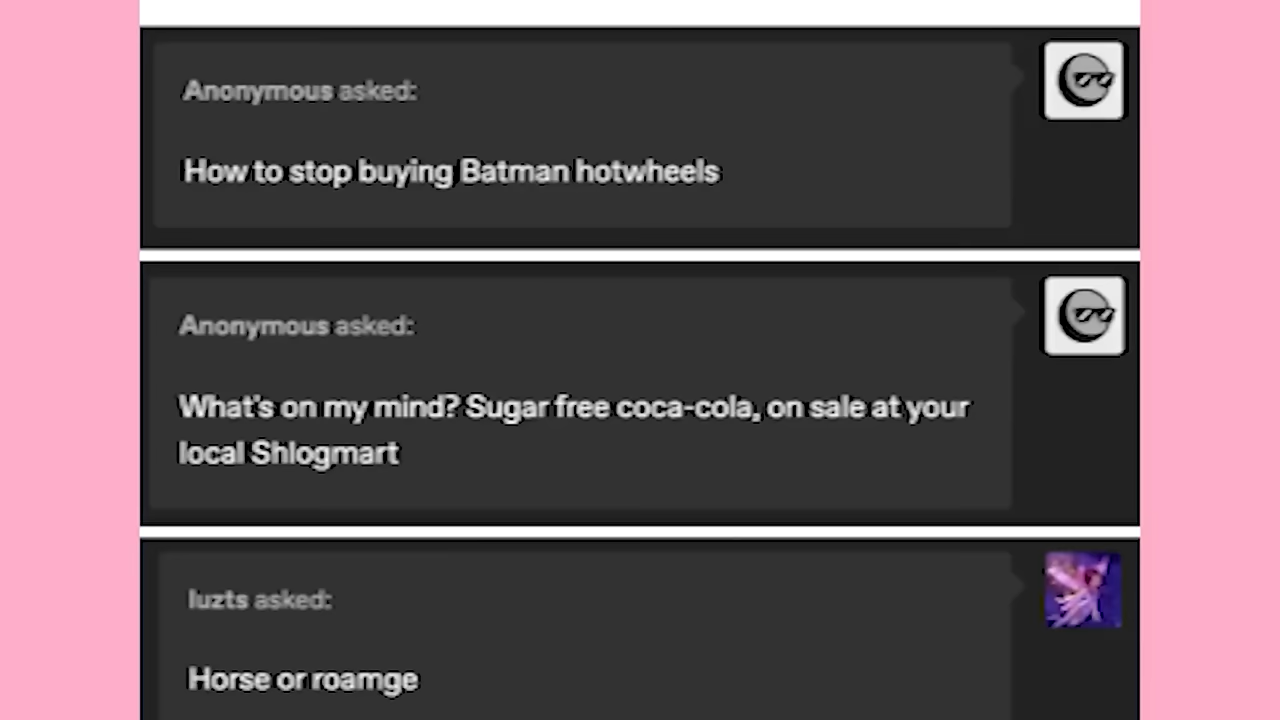 Anonymous asked:
How to stop buying Batman hotwheels
Anonymous asked:
What's on my mind? Sugar free coca-cola, on sale at your
local Shlogmart
luzts asked:
Horse or roamge